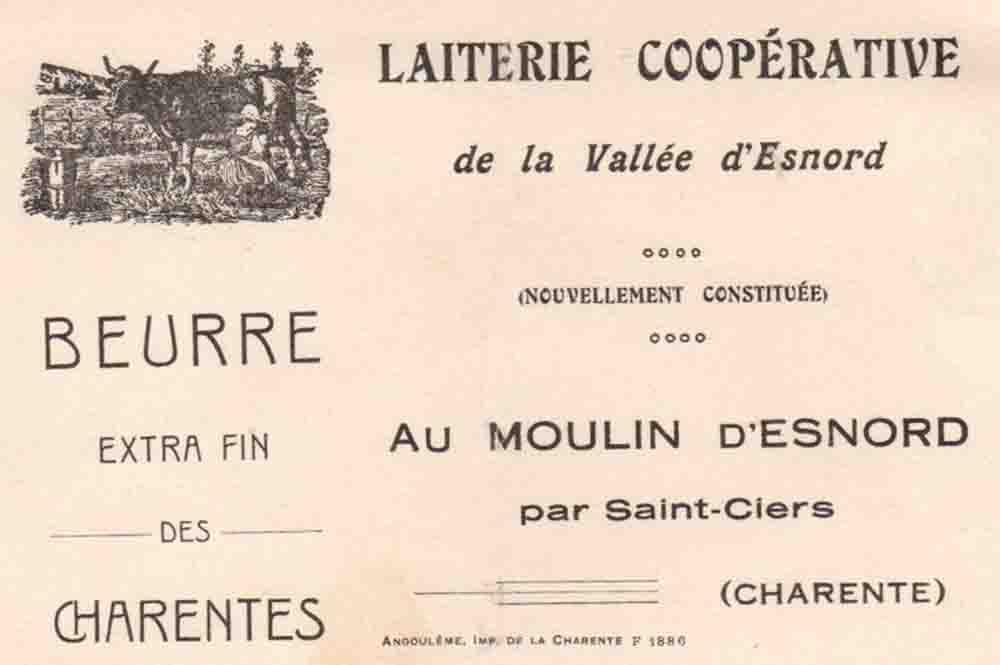 LAITERIE COOPÉRATIVE
de la Vallée d'Esnord
(NOUVELLEMENT CONSTITUÉE)
AU MOULIN D'ESNORD
par Saint-Ciers
(CHARENTE)
BEURRE
EXTRA FIN
DES
CHARENTES
ANGOULÊME, IMP. DE LA CHARENTE F 1886